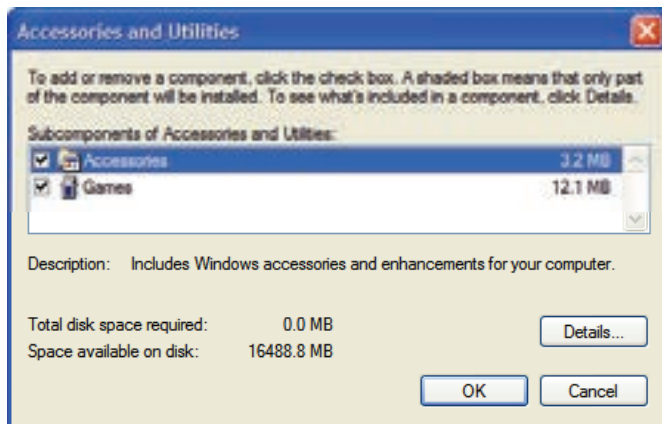 Accessories and Utilities
To add or remove a component, click the check box. A shaded box means that only part
of the component will be installed. To see what's included in a component, click Details.
Subcomponents of Accessories and Utilities:
Accessories 3.2 MB
Games 12.1 MB
Description: Includes Windows accessories and enhancements for your computer.
Total disk space required: 0.0 MB
Details...
Space available on disk: 16488.8 MB
OK Cancel